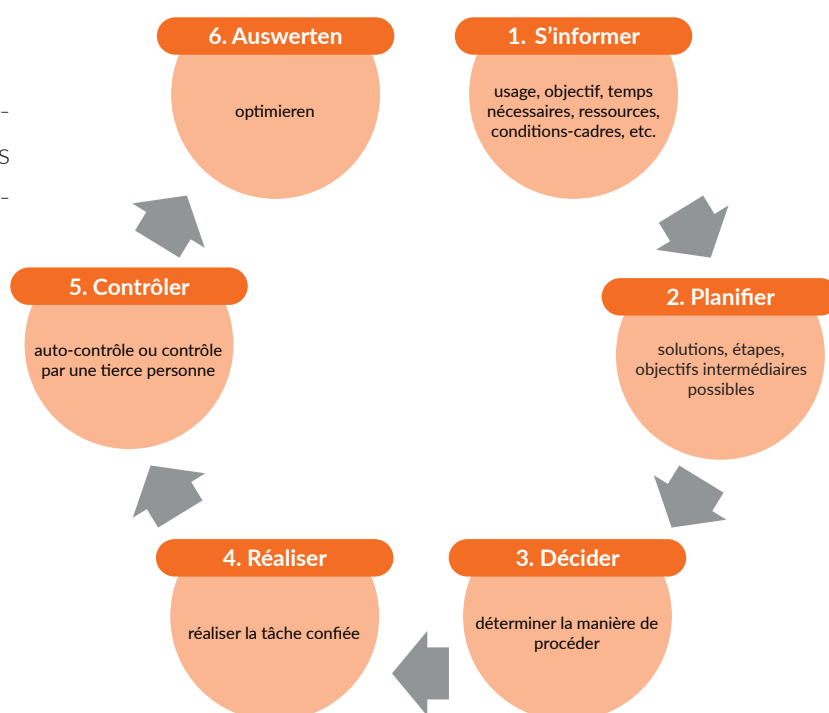 6. Auswerten
optimieren
1. S'informer
usage, objectif, temps
nécessaires, ressources,
conditions-cadres, etc.
–
S
–
5. Contrôler
auto-contrôle ou contrôle
par une tierce personne
2. Planifier
solutions, étapes,
objectifs intermédiaires
possibles
4. Réaliser
réaliser la tâche confiée
3. Décider
déterminer la manière de
procéder